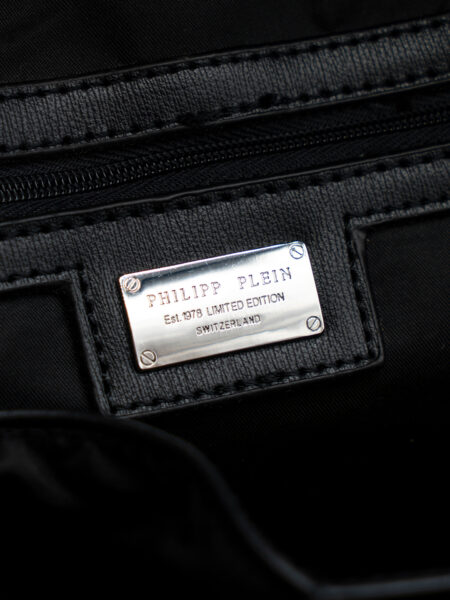 PHILIPP PLEIN
Est. 1978 LIMITED EDITION
SWITZERLAND